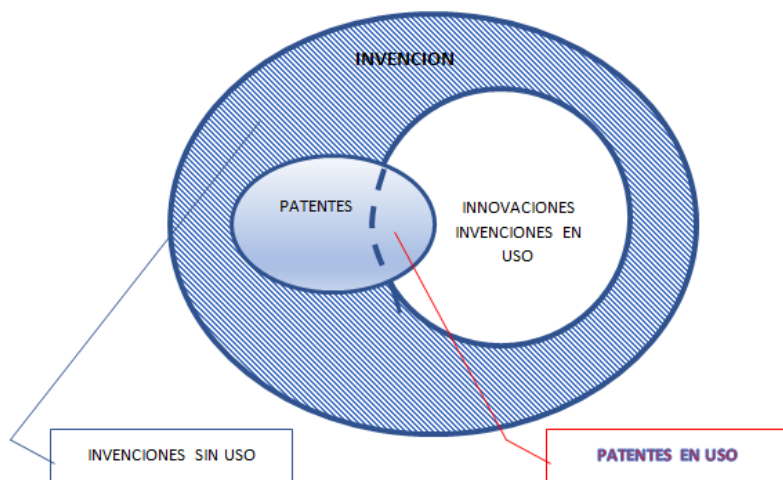 INVENCION
PATENTES
INNOVACIONES
INVENCIONES EN
USO
INVENCIONES SIN USO
PATENTES EN USO